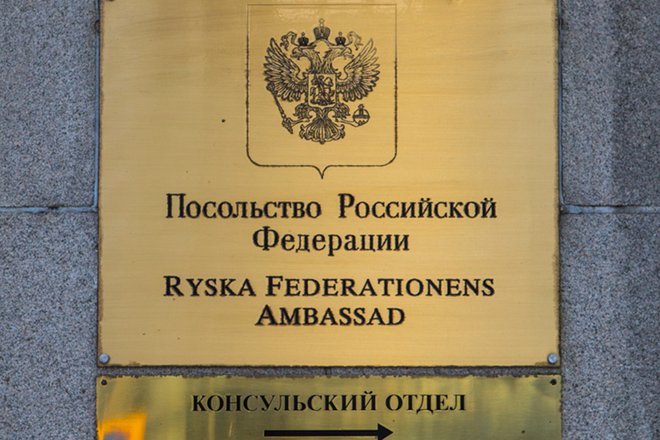 Посольство Российской
Федерации
RYSKA FEDERATIONENS
AMBASSAD
КОНСУЛЬСКИЙ ОТДЕЛ